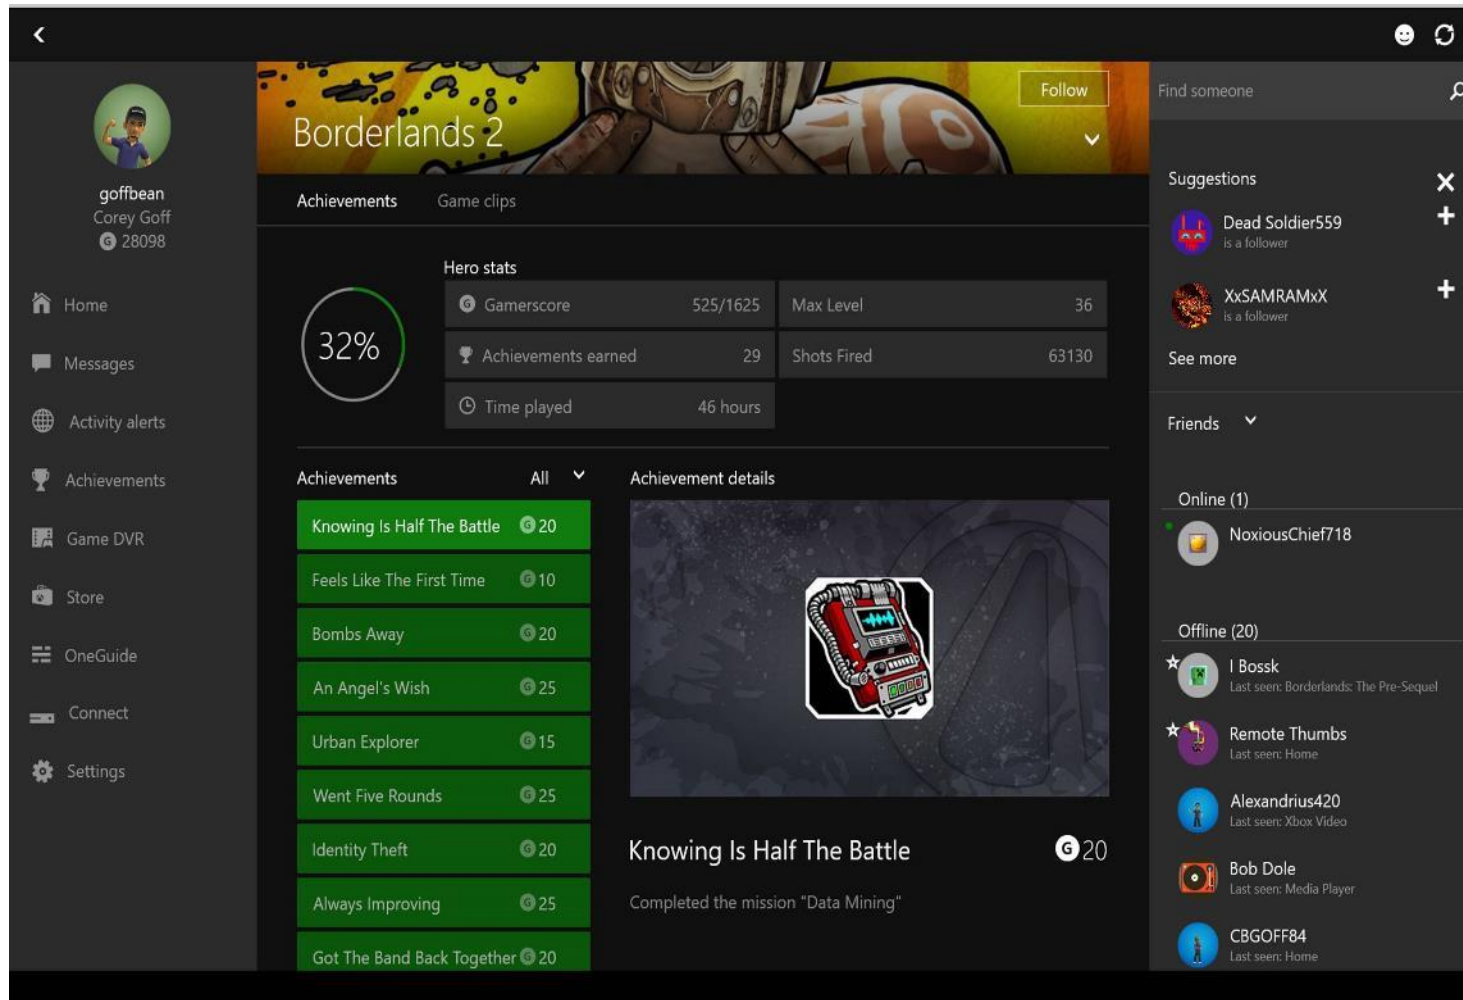 goffbean
Corey Goff
G 28098
Home
Messages
Activity alerts
Achievements
Game DVR
Store
OneGuide
Connect
Settings
Borderlands 2
Follow
Achievements Game clips
32%
Hero stats
G Gamerscore 525/1625
Max Level 36
Achievements earned 29
Shots Fired 63130
Time played 46 hours
Achievements All
Knowing Is Half The Battle G 20
Feels Like The First Time G 10
Bombs Away G 20
An Angel's Wish G 25
Urban Explorer G 15
Went Five Rounds G 25
Identity Theft G 20
Always Improving G 25
Got The Band Back Together G 20
Achievement details
Knowing Is Half The Battle G 20
Completed the mission "Data Mining"
Find someone
Suggestions
Dead Soldier559
is a follower
XxSAMRAMxX
is a follower
See more
Friends
Online (1)
NoxiousChief718
Offline (20)
I Bossk
Last seen: Borderlands: The Pre-Sequel
Remote Thumbs
Last seen: Home
Alexandrius420
Last seen: Xbox Video
Bob Dole
Last seen: Media Player
CBGOFF84
Last seen: Home